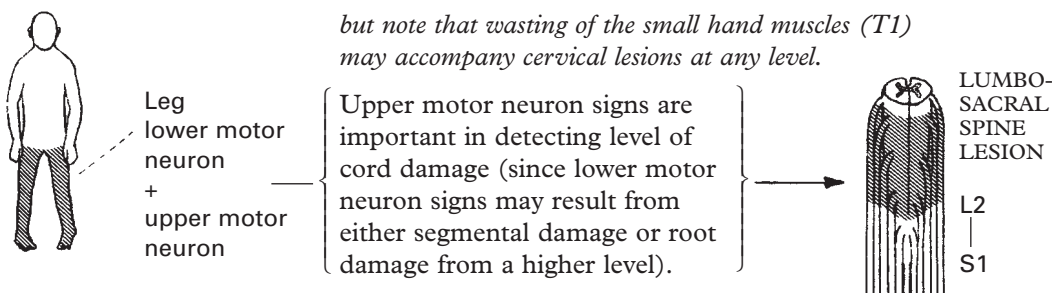 but note that wasting of the small hand muscles (T1)
may accompany cervical lesions at any level.
Leg
lower motor
neuron
+
upper motor
neuron
Upper motor neuron signs are
important in detecting level of
cord damage (since lower motor
neuron signs may result from
either segmental damage or root
damage from a higher level).
LUMBO-
SACRAL
SPINE
LESION
L2
S1